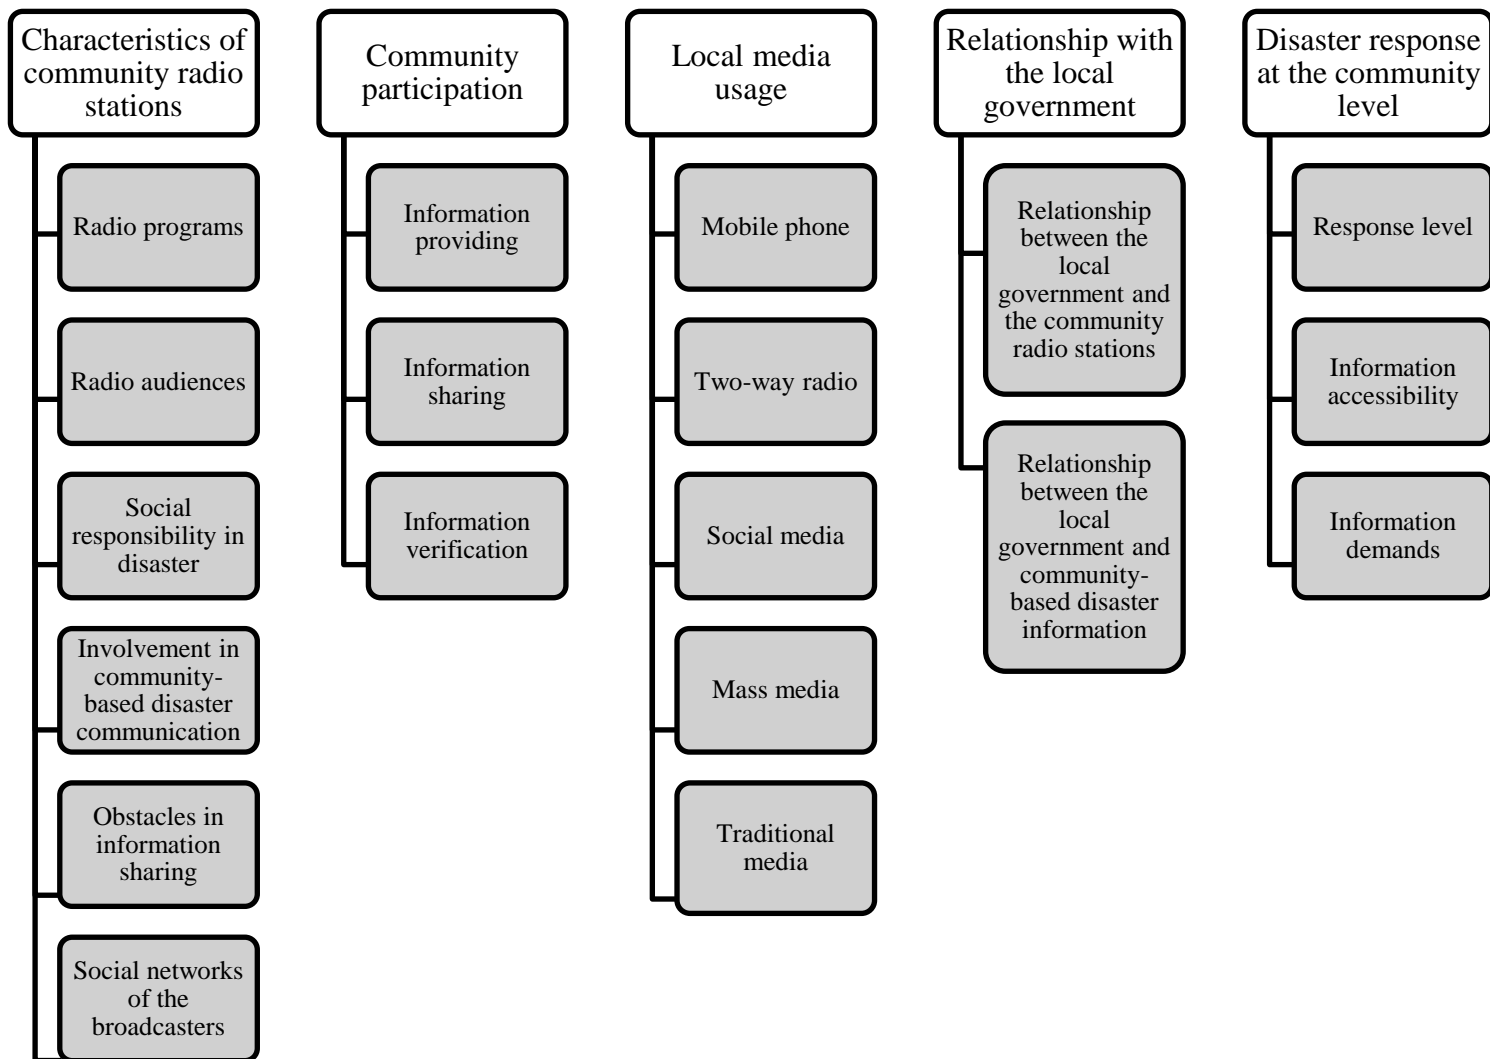 Characteristics of
community radio
stations
Radio programs
Radio audiences
Social
responsibility in
disaster
Involvement in
community-
based disaster
communication
Obstacles in
information
sharing
Social networks
of the
broadcasters
Community
participation
Information
providing
Information
sharing
Information
verification
Local media
usage
Mobile phone
Two-way radio
Social media
Mass media
Traditional
media
Relationship with
the local
government
Relationship
between the
local
government and
the community
radio stations
Relationship
between the
local
government and
community-
based disaster
information
Disaster response
at the community
level
Response level
Information
accessibility
Information
demands